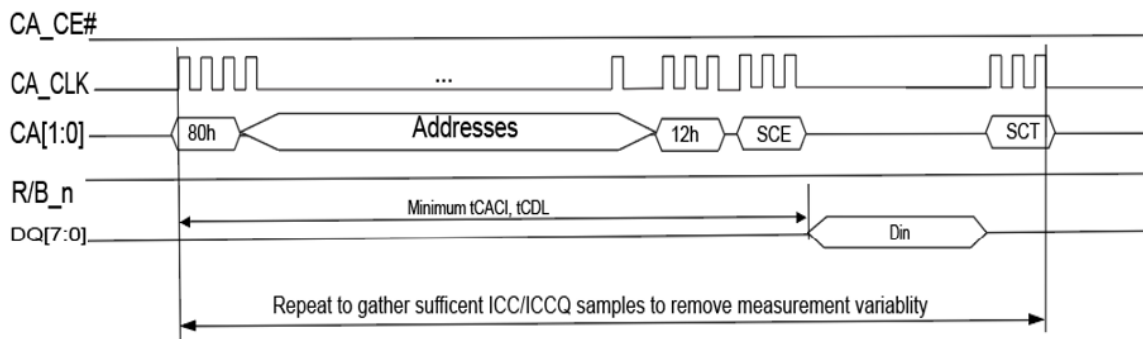 CA_CE#
CA_CLK
...
CA[1:0]
80h
Addresses
12h
SCE
SCT
R/B_n
Minimum tCACI, tCDL
DQ[7:0]
Din
Repeat to gather sufficent ICC/ICCQ samples to remove measurement variablity